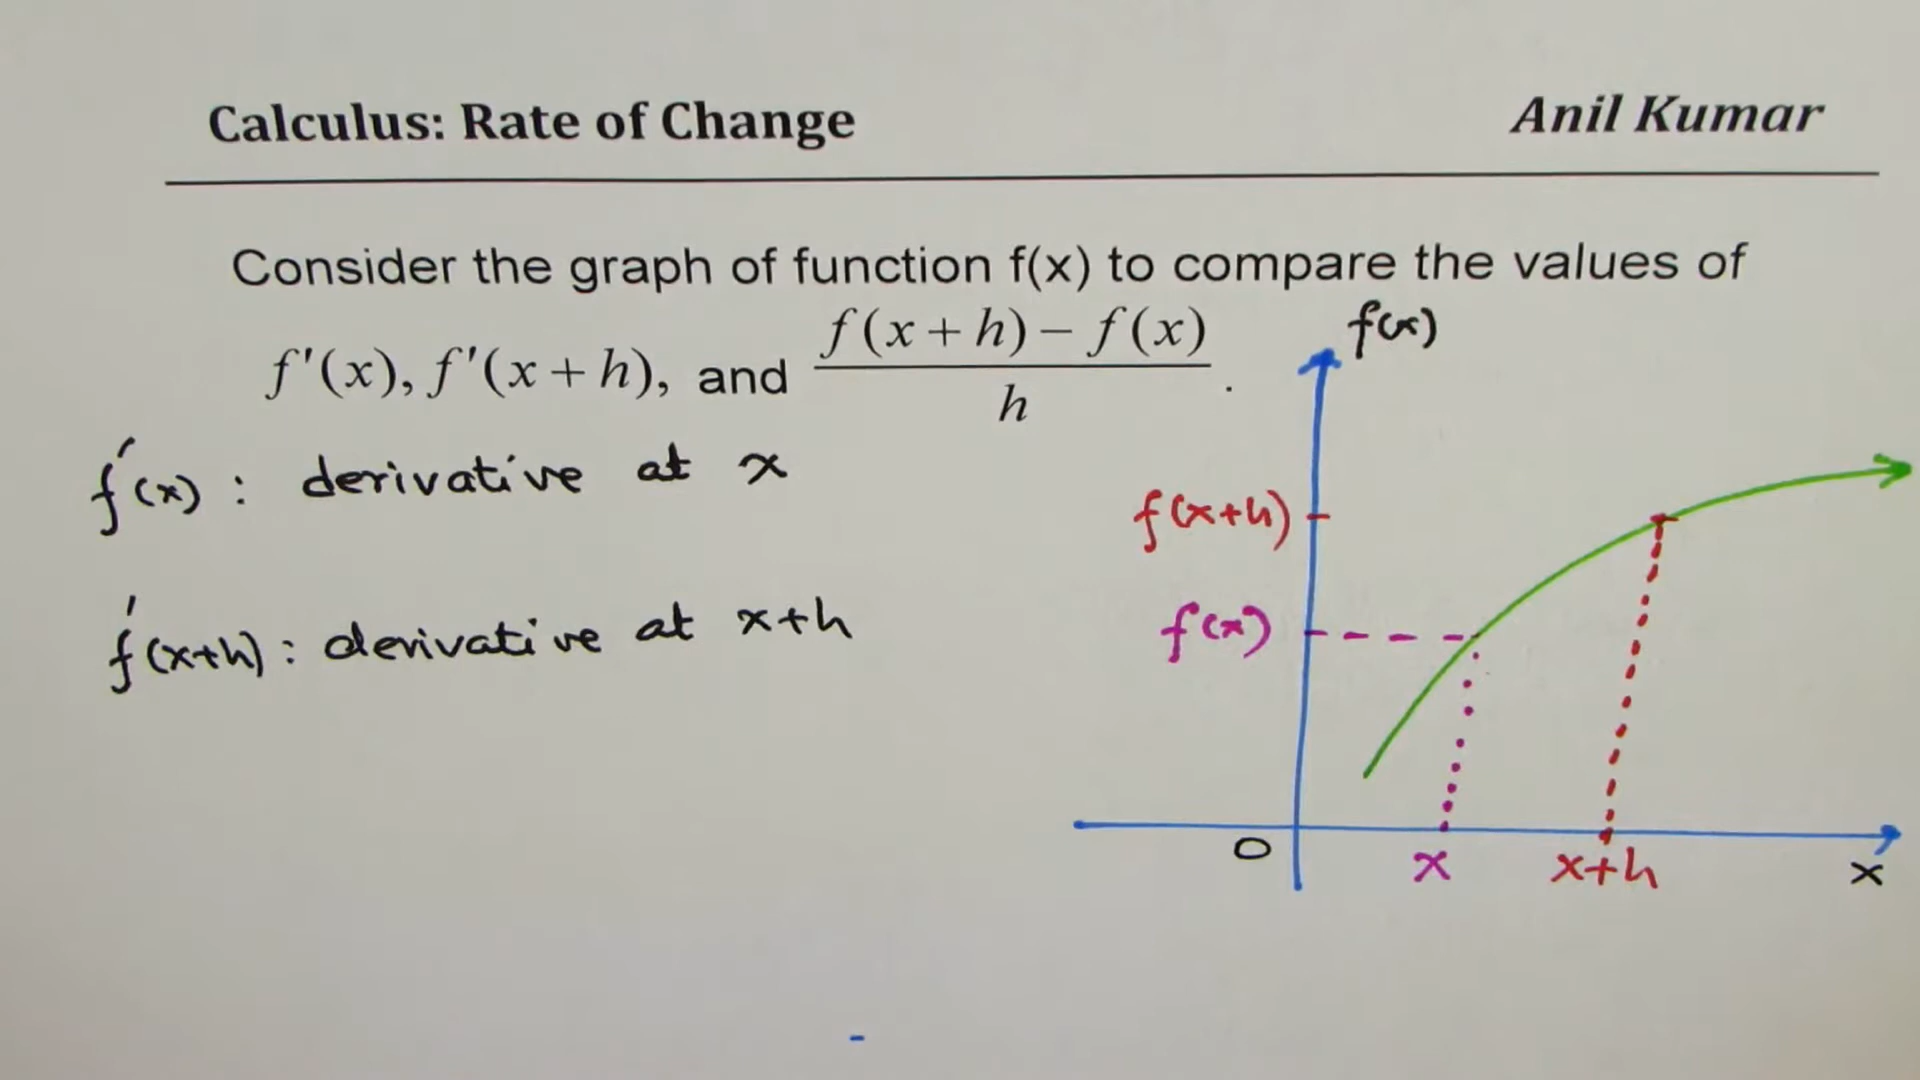 Calculus: Rate of Change
Anil Kumar
Consider the graph of function f(x) to compare the values of
f'(x), f'(x + h), and f(x + h) − f(x) / h .
f'(x) : derivative at x
f'(x+h) : derivative at x+h
f(x)
f(x+h)
f(x)
O
x
x+h
x